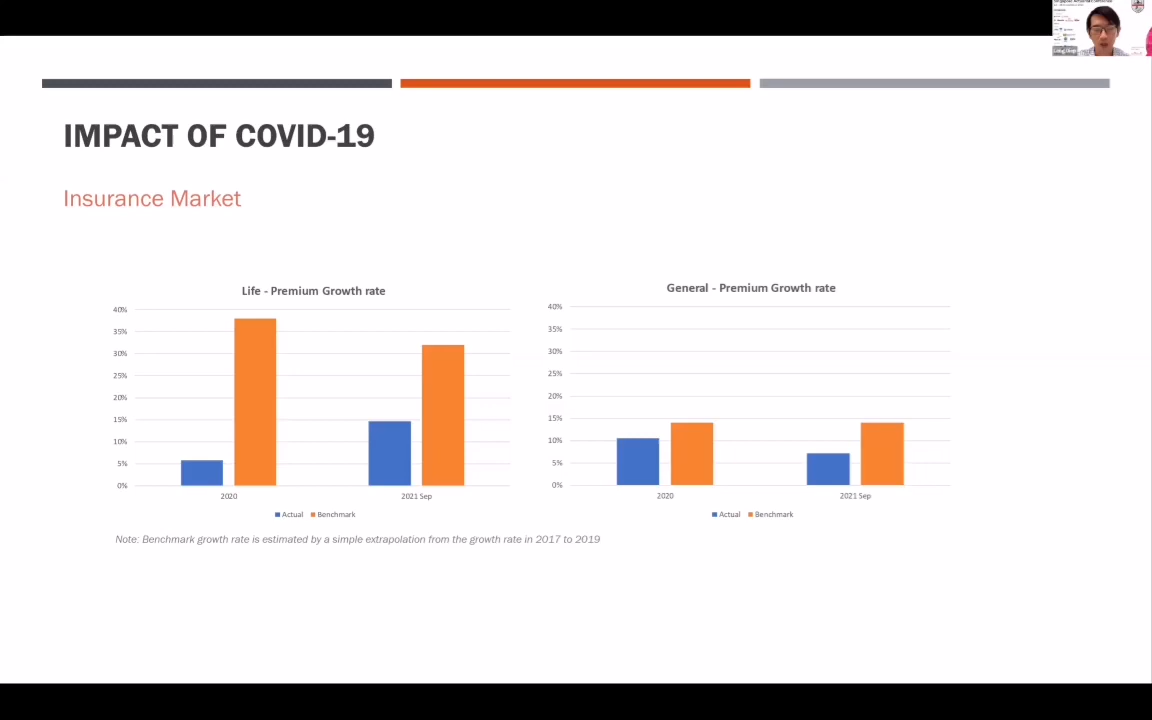 IMPACT OF COVID-19
Insurance Market
Life - Premium Growth rate
40%
35%
30%
25%
20%
15%
10%
5%
0%
2020 2021 Sep
Actual Benchmark
General - Premium Growth rate
40%
35%
30%
25%
20%
15%
10%
5%
0%
2020 2021 Sep
Actual Benchmark
Note: Benchmark growth rate is estimated by a simple extrapolation from the growth rate in 2017 to 2019